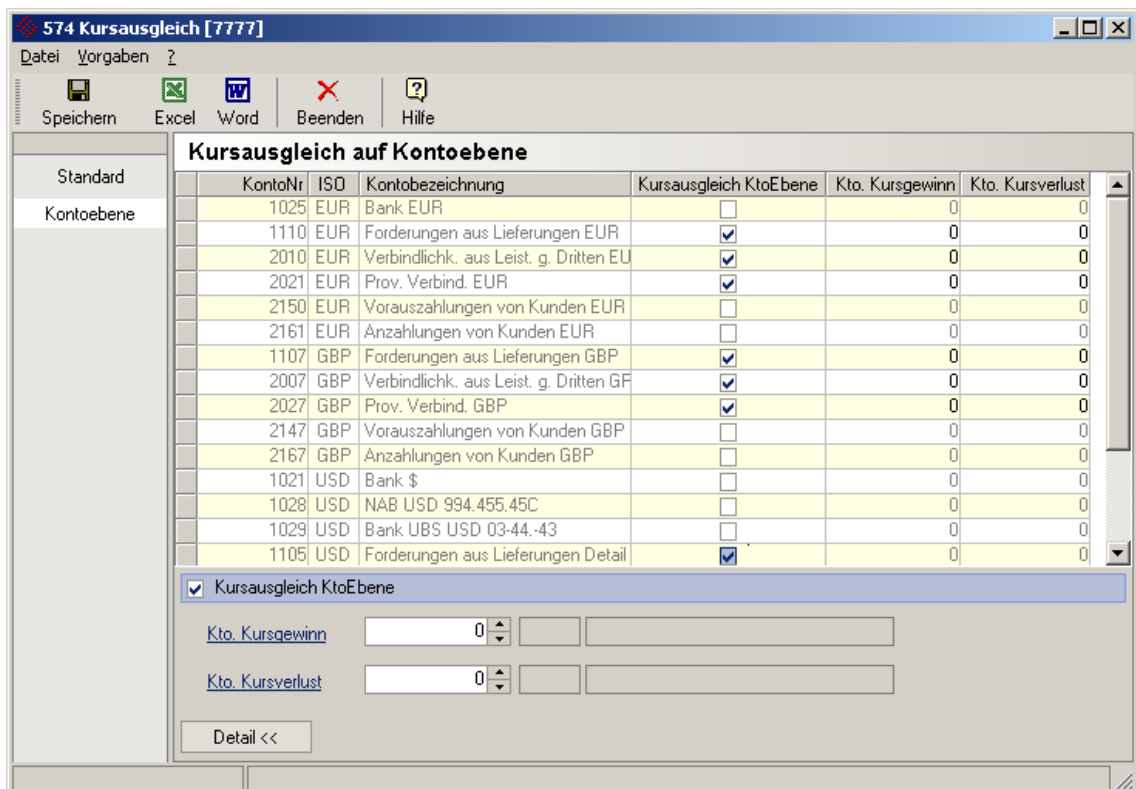 574 Kursausgleich [7777]
Datei Vorgaben ?
Speichern Excel Word Beenden Hilfe
Standard
Kontoebene
Kursausgleich auf Kontoebene
KontoNr ISO Kontobezeichnung Kursausgleich KtoEbene Kto. Kursgewinn Kto. Kursverlust
1025 EUR Bank EUR 0 0
1110 EUR Forderungen aus Lieferungen EUR 0 0
2010 EUR Verbindlichk. aus Leist. g. Dritten EU 0 0
2021 EUR Prov. Verbind. EUR 0 0
2150 EUR Vorauszahlungen von Kunden EUR 0 0
2161 EUR Anzahlungen von Kunden EUR 0 0
1107 GBP Forderungen aus Lieferungen GBP 0 0
2007 GBP Verbindlichk. aus Leist. g. Dritten GF 0 0
2027 GBP Prov. Verbind. GBP 0 0
2147 GBP Vorauszahlungen von Kunden GBP 0 0
2167 GBP Anzahlungen von Kunden GBP 0 0
1021 USD Bank $ 0 0
1028 USD NAB USD 994.455.45C 0 0
1029 USD Bank UBS USD 03-44.-43 0 0
1105 USD Forderungen aus Lieferungen Detail 0 0
Kursausgleich KtoEbene
Kto. Kursgewinn 0
Kto. Kursverlust 0
Detail <<